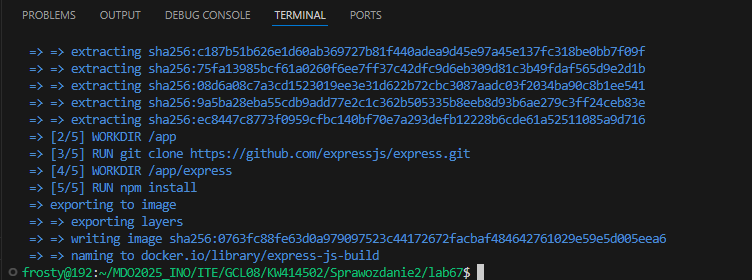 PROBLEMS OUTPUT DEBUG CONSOLE TERMINAL PORTS
=> => extracting sha256:c187b51b626e1d60ab369727b81f440adea9d45e97a45e137fc318be0bb7f09f
=> => extracting sha256:75fa13985bcf61a0260f6ee7ff37c42dfc9d6eb309d81c3b49fdaf565d9e2d1b
=> => extracting sha256:08d6a08c7a3cd1523019ee3e31d622b72cbc3087aadc03f2034ba90c8b1ee541
=> => extracting sha256:9a5ba28eba55cdb9add77e2c1c362b505335b8eeb8d93b6ae279c3ff24ceb83e
=> => extracting sha256:ec8447c8773f0959cfbc140bf70e7a293defb12228b6cde61a52511085a9d716
=> [2/5] WORKDIR /app
=> [3/5] RUN git clone https://github.com/expressjs/express.git
=> [4/5] WORKDIR /app/express
=> [5/5] RUN npm install
=> exporting to image
=> => exporting layers
=> => writing image sha256:0763fc88fe63d0a979097523c44172672facbaf484642761029e59e5d005eea6
=> => naming to docker.io/library/express-js-build
frosty@192:~/MDO2025_INO/ITE/GCL08/KW414502/Sprawozdanie2/lab67$